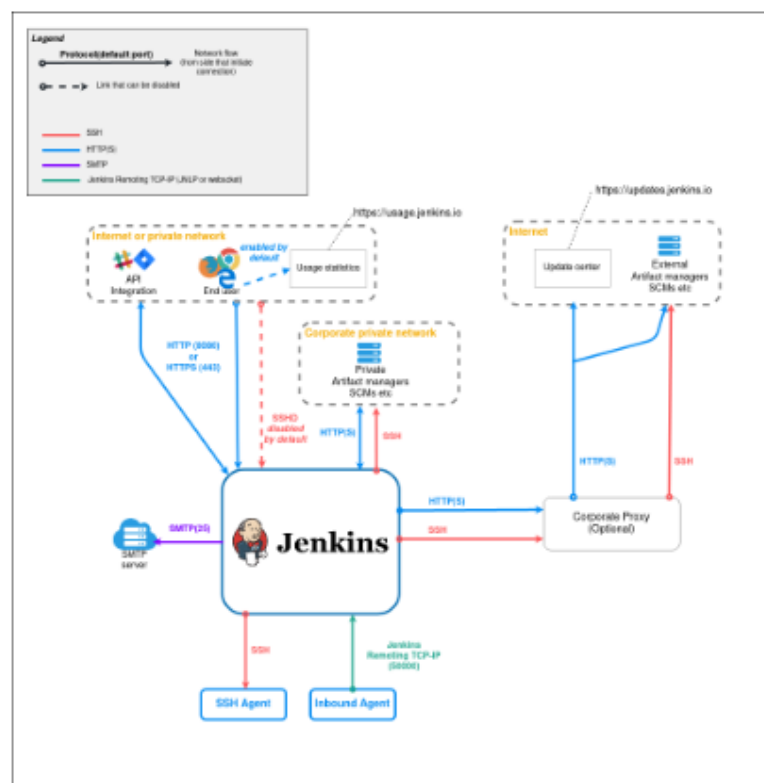 Legend
Protocol(default port)
Network flow
(from side that initiate
connection)
Link that can be disabled
SSH
HTTP(S)
SMTP
Jenkins Remoting TCP-IP (JNLP or websocket)
https://usage.jenkins.io
https://updates.jenkins.io
Internet or private network
enabled by
default
API
Integration
End user
Usage statistics
Internet
Update center
External
Artifact managers
SCMs etc
Corporate private network
Private
Artifact managers
SCMs etc
HTTP (8080)
or
HTTPS (443)
SSHD
disabled
by default
HTTP(S)
SSH
HTTP(S)
SSH
SMTP(25)
SMTP
server
Jenkins
HTTP(S)
SSH
Corporate Proxy
(Optional)
SSH
Jenkins
Remoting TCP-IP
(50000)
SSH Agent
Inbound Agent